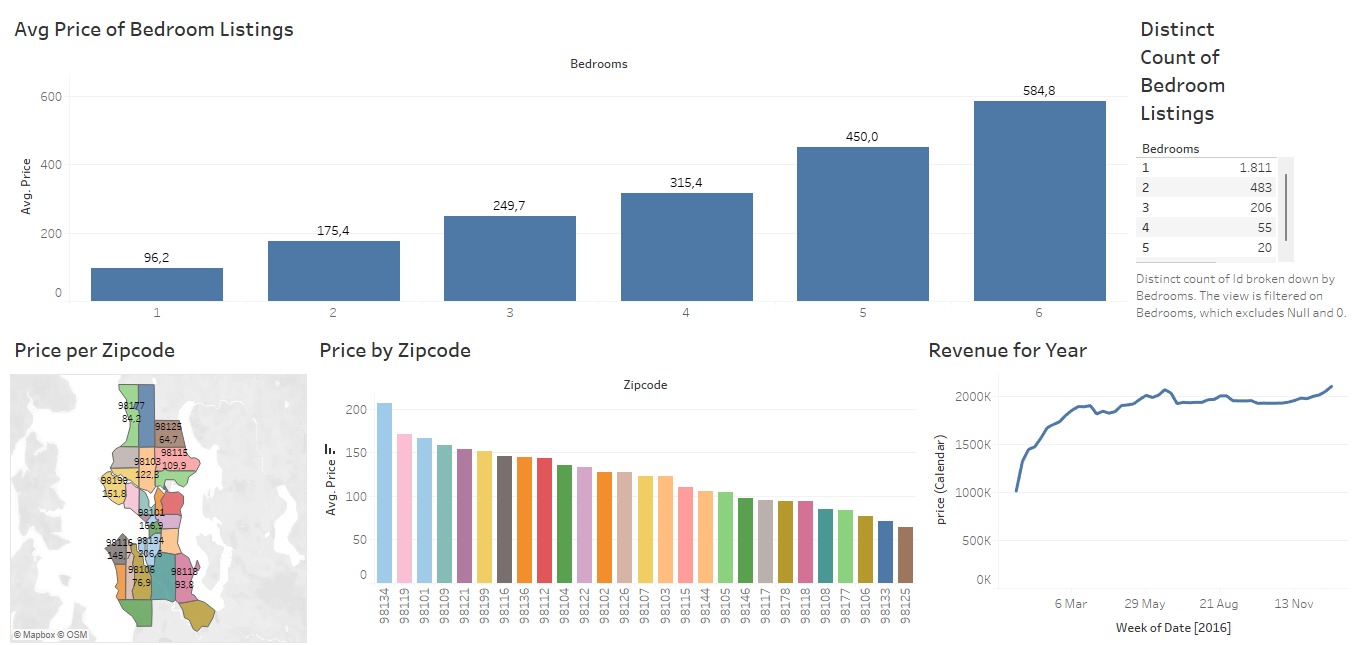 Avg Price of Bedroom Listings
Bedrooms
Avg. Price
600
400
200
0
96,2
175,4
249,7
315,4
450,0
584,8
1
2
3
4
5
6
Distinct
Count of
Bedroom
Listings
Bedrooms
1 1.811
2 483
3 206
4 55
5 20
Distinct count of Id broken down by
Bedrooms. The view is filtered on
Bedrooms, which excludes Null and 0.
Price per Zipcode
98177
84,2
98125
64,7
98115
109,9
98103
122,8
151,8
98101
166,9
98134
206,6
98116
145,7
98106
76,9
98118
93,8
© Mapbox © OSM
Price by Zipcode
Zipcode
Avg. Price
200
150
100
50
0
98134
98119
98101
98109
98121
98199
98116
98136
98112
98104
98122
98102
98126
98107
98103
98115
98144
98105
98146
98117
98178
98118
98108
98177
98106
98133
98125
Revenue for Year
price (Calendar)
2000K
1500K
1000K
500K
0K
6 Mar
29 May
21 Aug
13 Nov
Week of Date [2016]